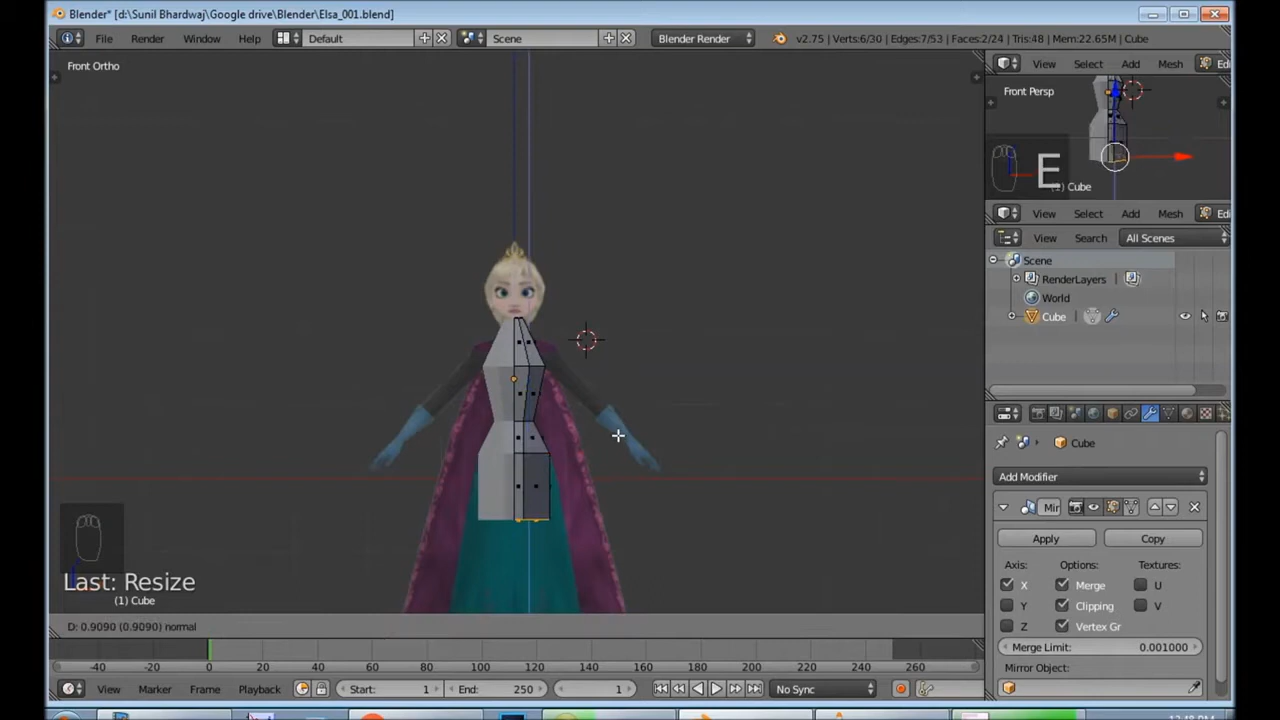 Blender* [d:\Sunil Bhardwaj\Google drive\Blender\Elsa_001.blend]
File Render Window Help Default Scene Blender Render v2.75 | Verts:6/30 | Edges:7/53 | Faces:2/24 | Tris:48 | Mem:22.65M | Cube
Front Ortho
View Select Add Mesh
Front Persp
E
(1) Cube
View Select Add Mesh
View Search All Scenes
Scene
RenderLayers
World
Cube
Cube
Add Modifier
Mir
Apply Copy
Axis: Options: Textures:
X Merge U
Y Clipping V
Z Vertex Gr
Merge Limit: 0.001000
Mirror Object:
Last: Resize
(1) Cube
D: 0.9090 (0.9090) normal
-40 -20 0 20 40 60 80 100 120 140 160 180 200 220 240 260
View Marker Frame Playback Start: 1 End: 250 1 No Sync